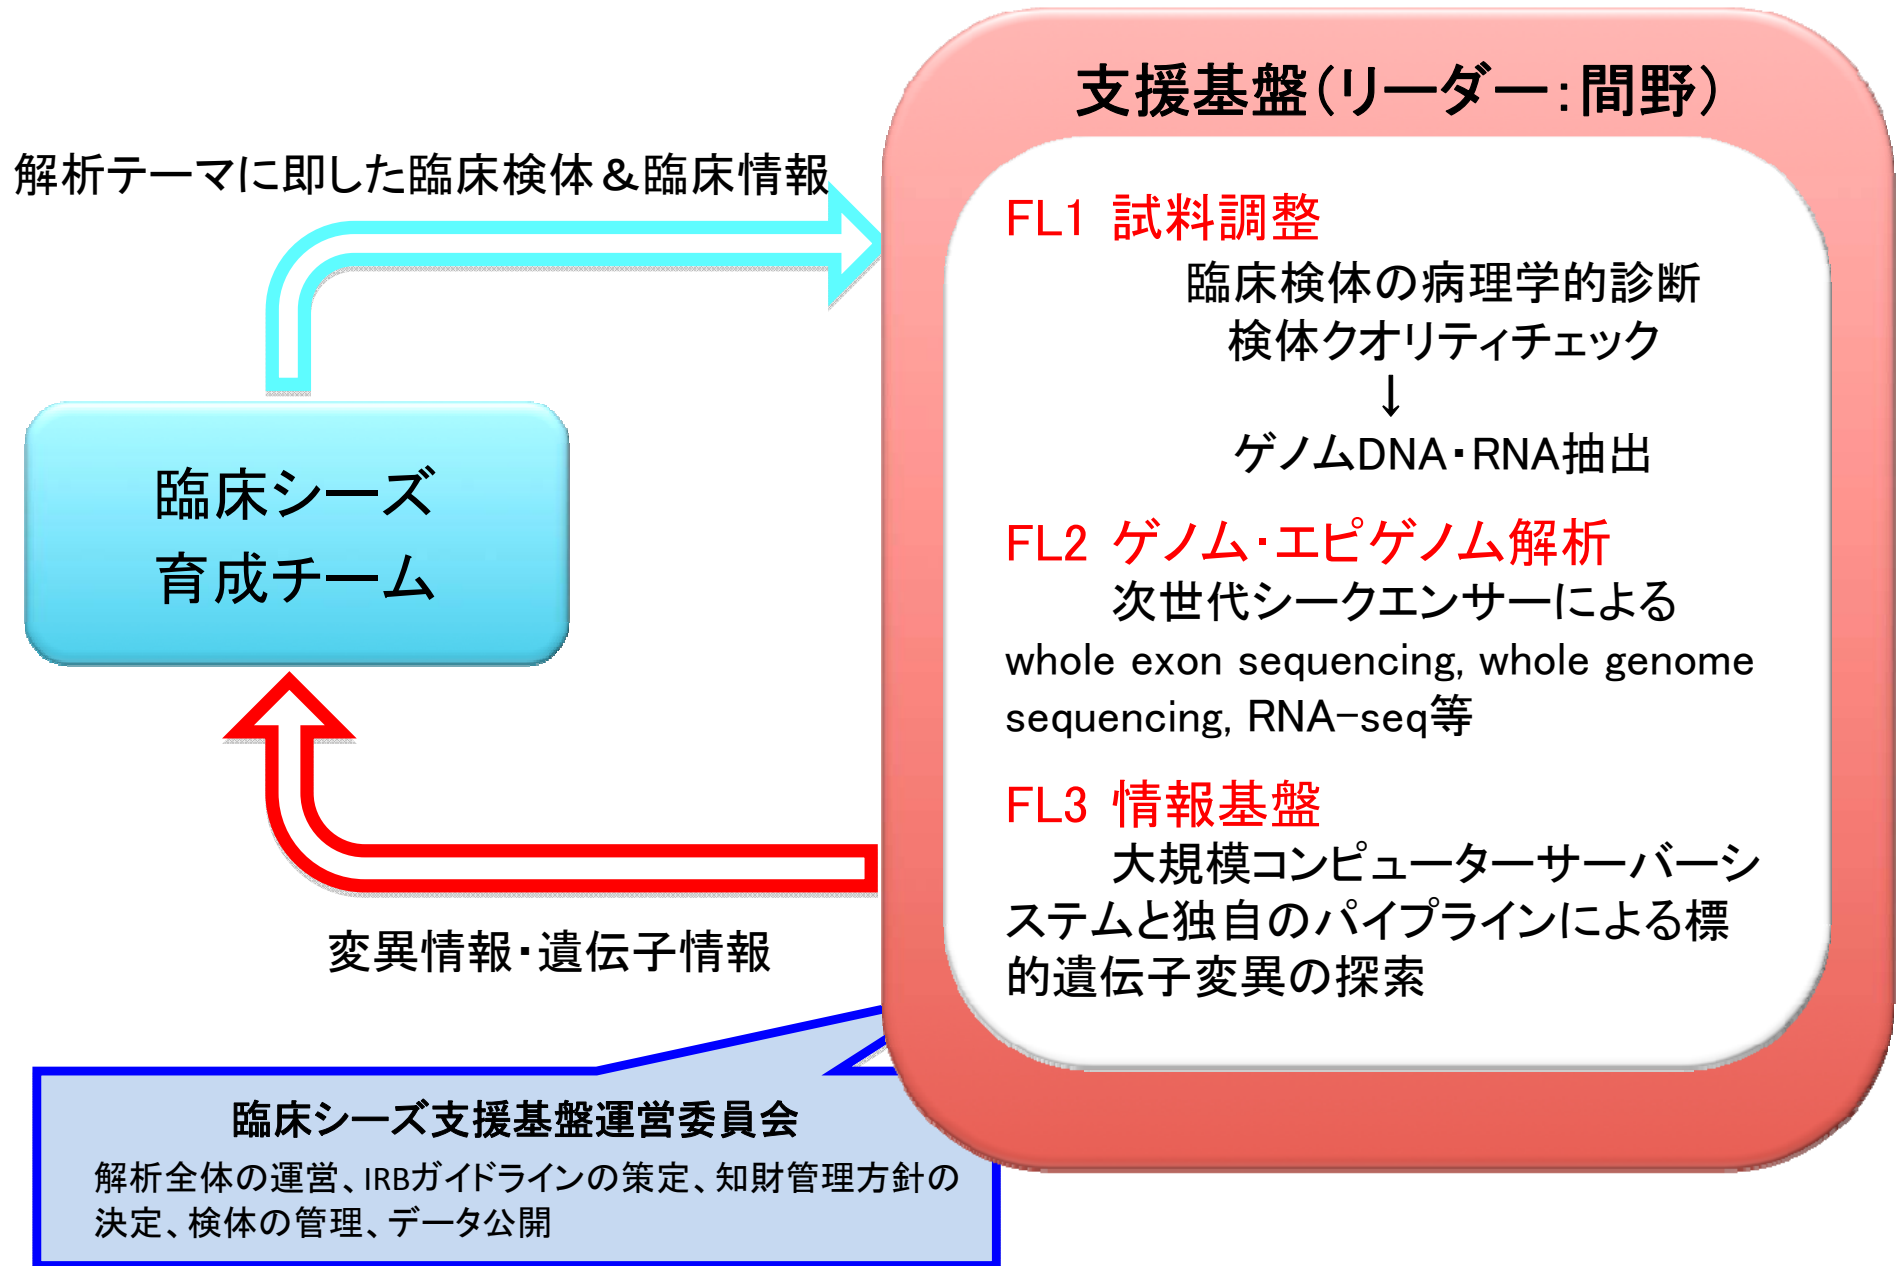 支援基盤（リーダー：間野）
解析テーマに即した臨床検体＆臨床情報
FL1 試料調整
臨床検体の病理学的診断
検体クオリティチェック
↓
ゲノムDNA・RNA抽出
臨床シーズ
育成チーム
FL2 ゲノム・エピゲノム解析
次世代シークエンサーによる
whole exon sequencing, whole genome
sequencing, RNA-seq等
FL3 情報基盤
大規模コンピューターサーバーシ
ステムと独自のパイプラインによる標
的遺伝子変異の探索
変異情報・遺伝子情報
臨床シーズ支援基盤運営委員会
解析全体の運営、IRBガイドラインの策定、知財管理方針の
決定、検体の管理、データ公開